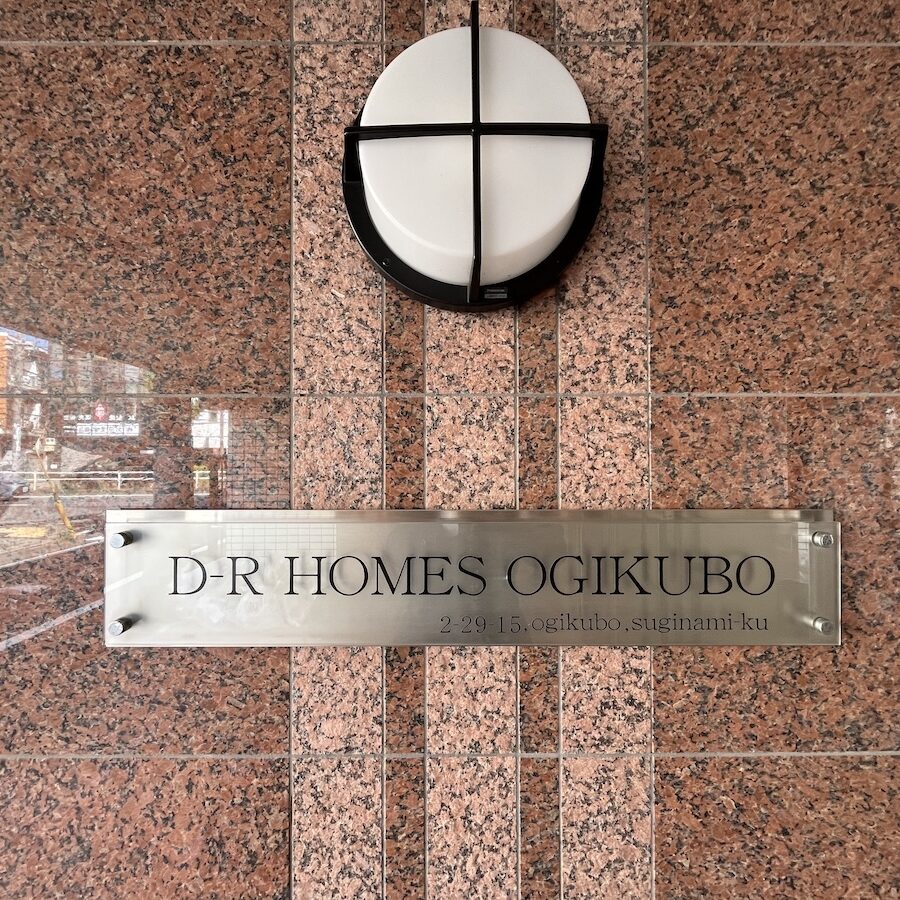 D-R HOMES OGIKUBO
2-29-15,ogikubo,suginami-ku